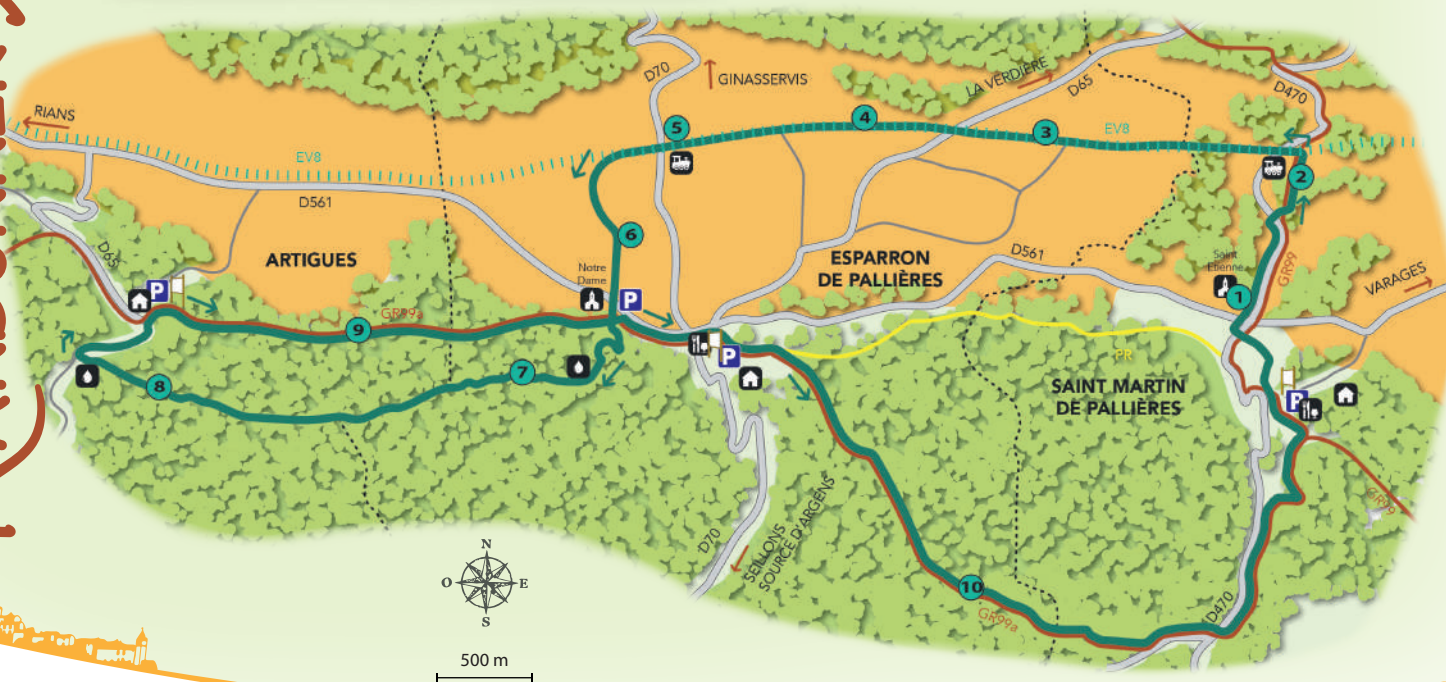 RIANS
EV8
D561
D65
ARTIGUES
D70
GINASSERVIS
LA VERDIÈRE
D65
D470
5
4
3
EV8
2
6
Notre
Dame
P
ESPARRON
DE PALLIÈRES
D561
Saint
Etienne
1
GR99
VARAGES
P
9
GR99a
P
PR
SAINT MARTIN
DE PALLIÈRES
P
8
7
GR99
D70
SEILLONS
SOURCE D'ARGENS
10
GR99a
D470
N
O
E
S
500 m